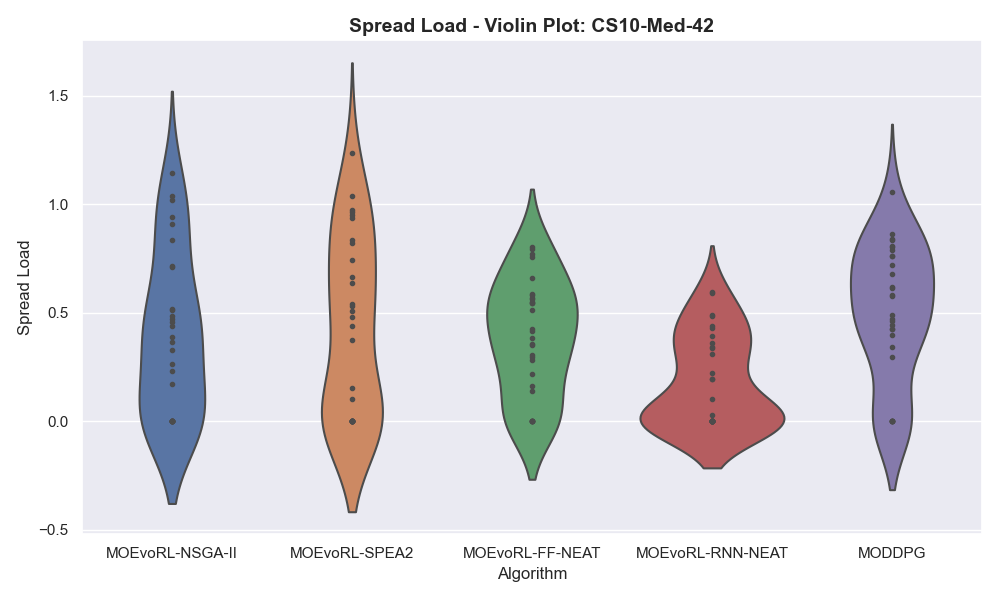 Spread Load - Violin Plot: CS10-Med-42
Spread Load
1.5
1.0
0.5
0.0
−0.5
MOEvoRL-NSGA-II MOEvoRL-SPEA2 MOEvoRL-FF-NEAT MOEvoRL-RNN-NEAT MODDPG
Algorithm